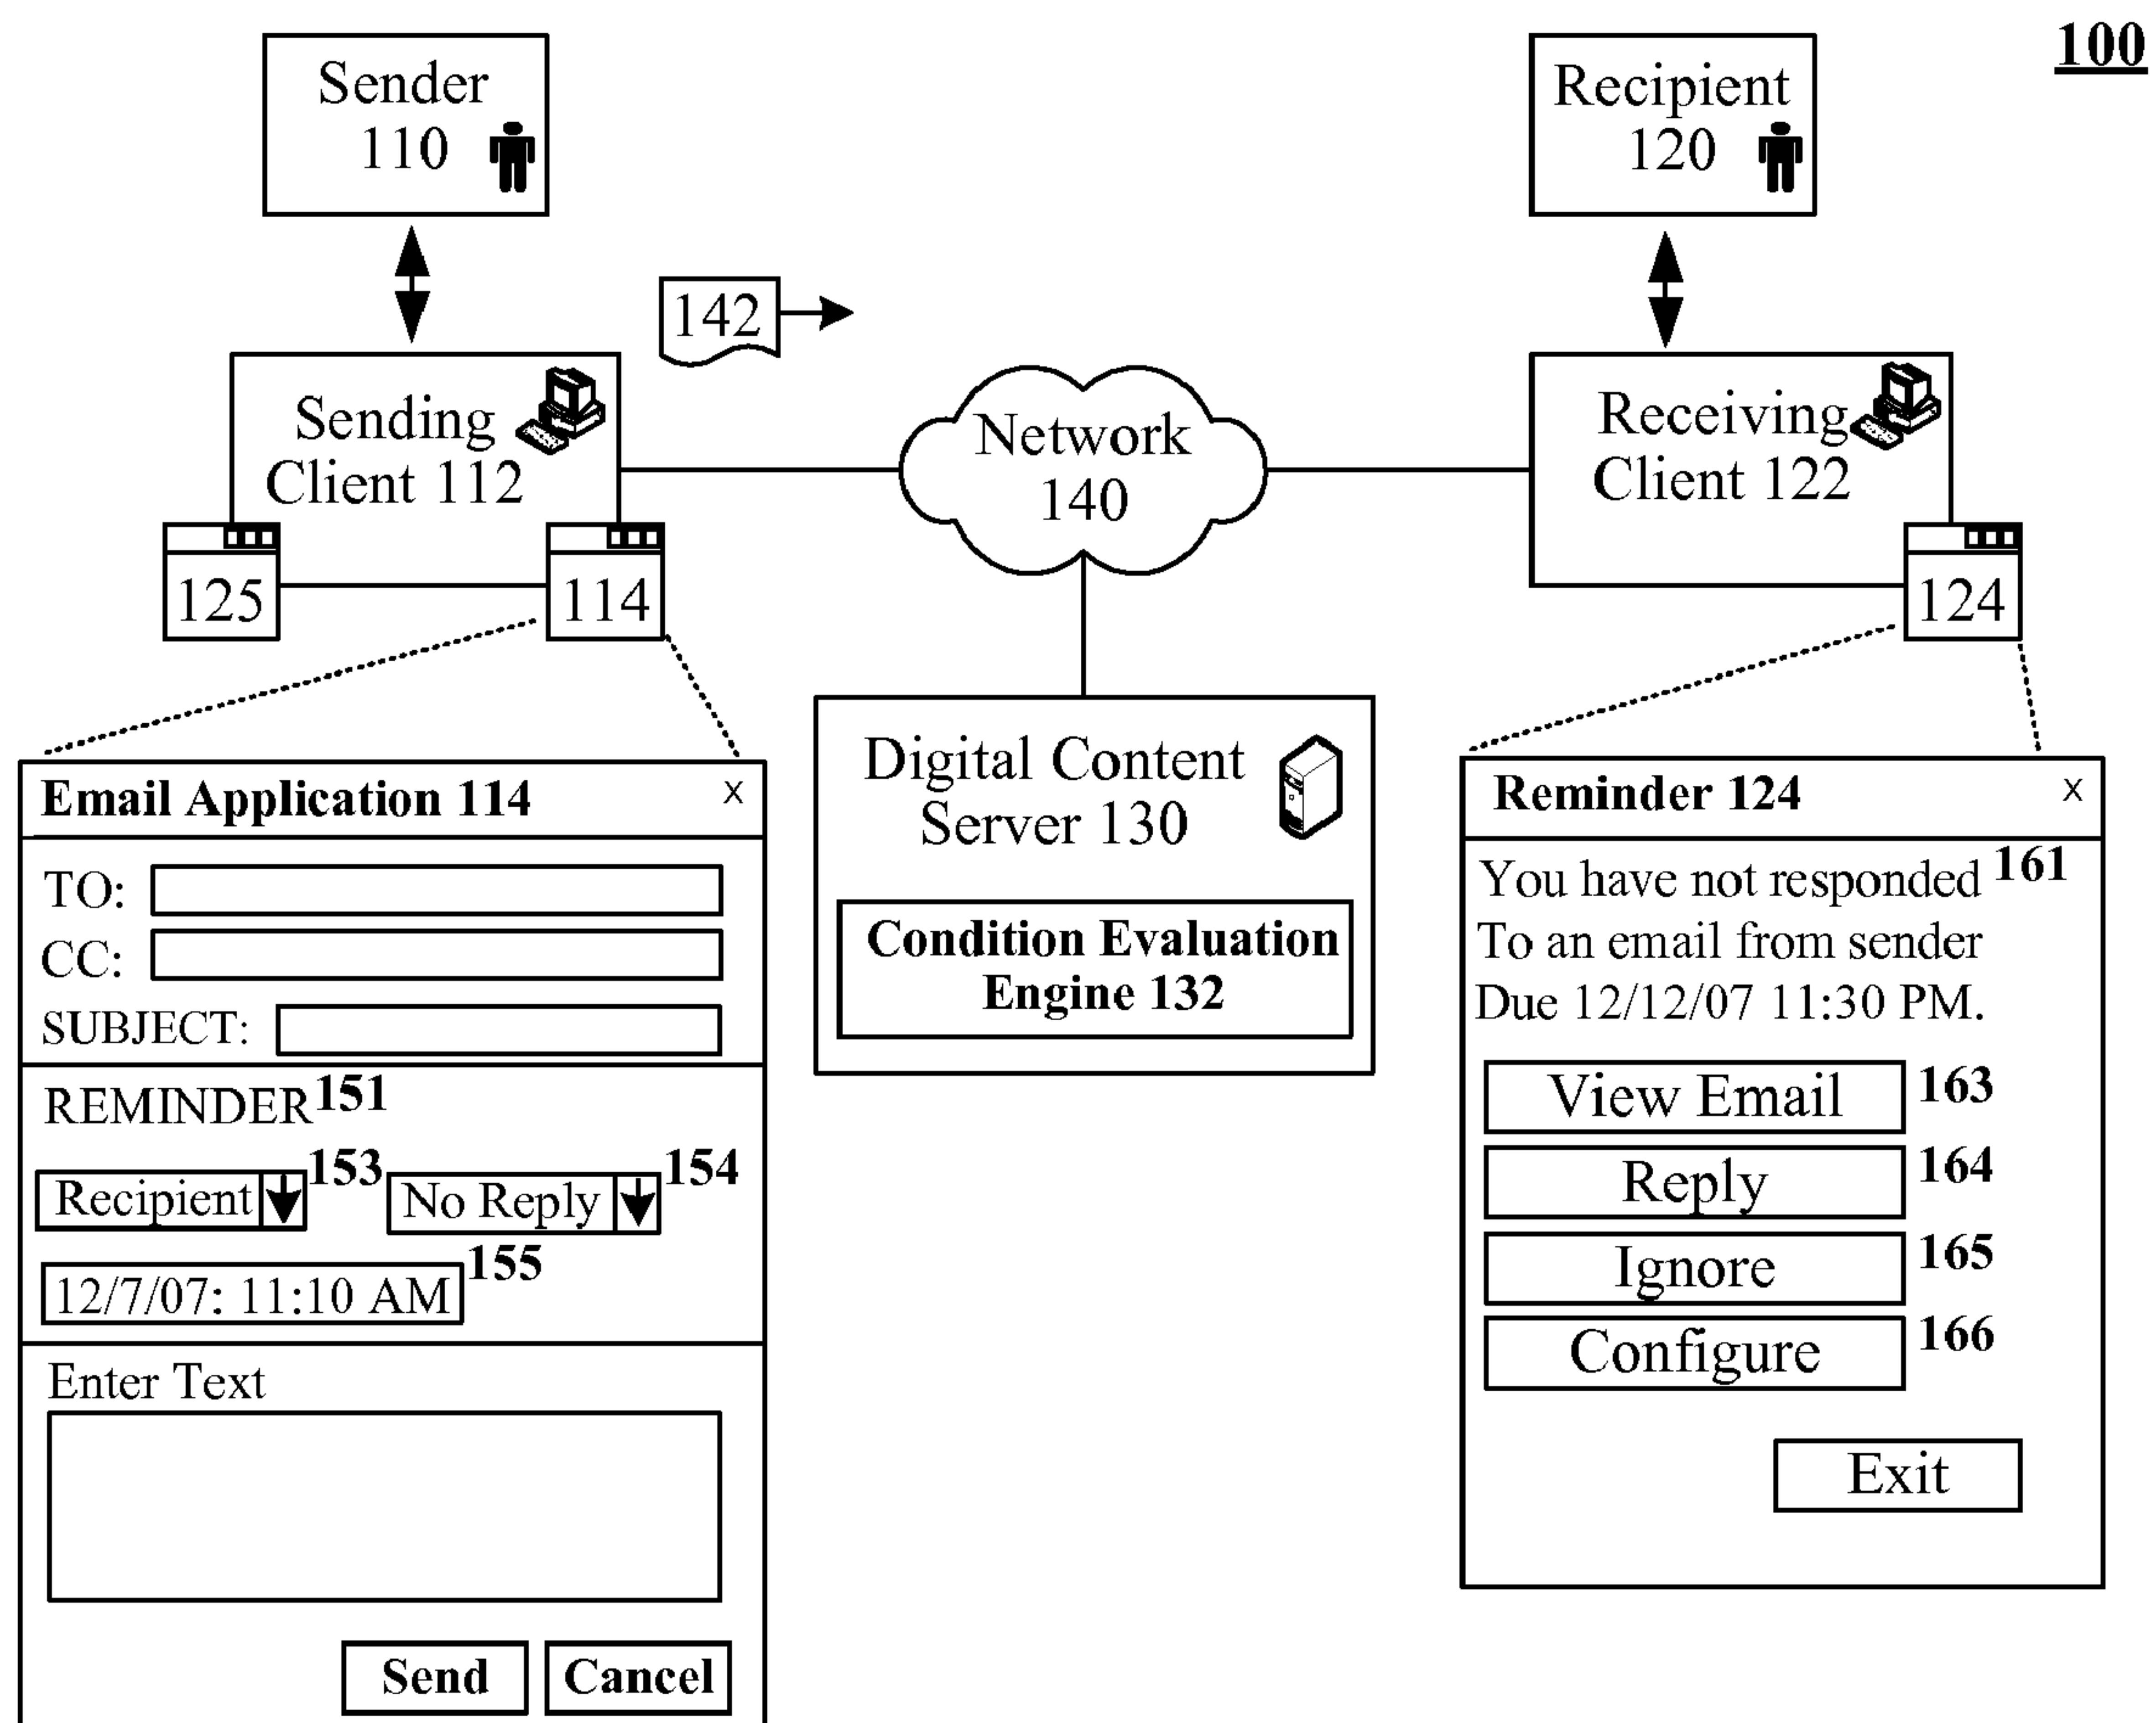 100
Sender
110
Recipient
120
142
Sending
Client 112
Network
140
Receiving
Client 122
125
114
124
Email Application 114 x
TO:
CC:
SUBJECT:
REMINDER 151
Recipient 153 No Reply 154
12/7/07: 11:10 AM 155
Enter Text
Send Cancel
Digital Content
Server 130
Condition Evaluation
Engine 132
Reminder 124 x
You have not responded 161
To an email from sender
Due 12/12/07 11:30 PM.
View Email 163
Reply 164
Ignore 165
Configure 166
Exit